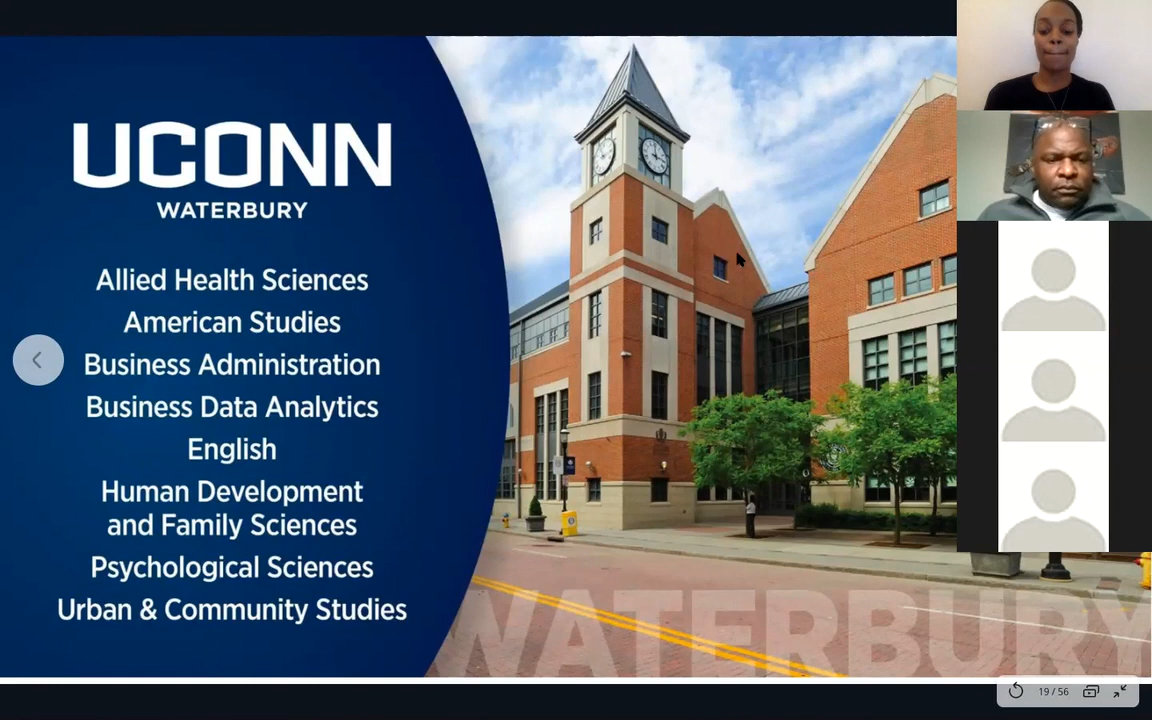 UCONN
WATERBURY
Allied Health Sciences
American Studies
Business Administration
Business Data Analytics
English
Human Development
and Family Sciences
Psychological Sciences
Urban & Community Studies
WATERBURY
19 / 56